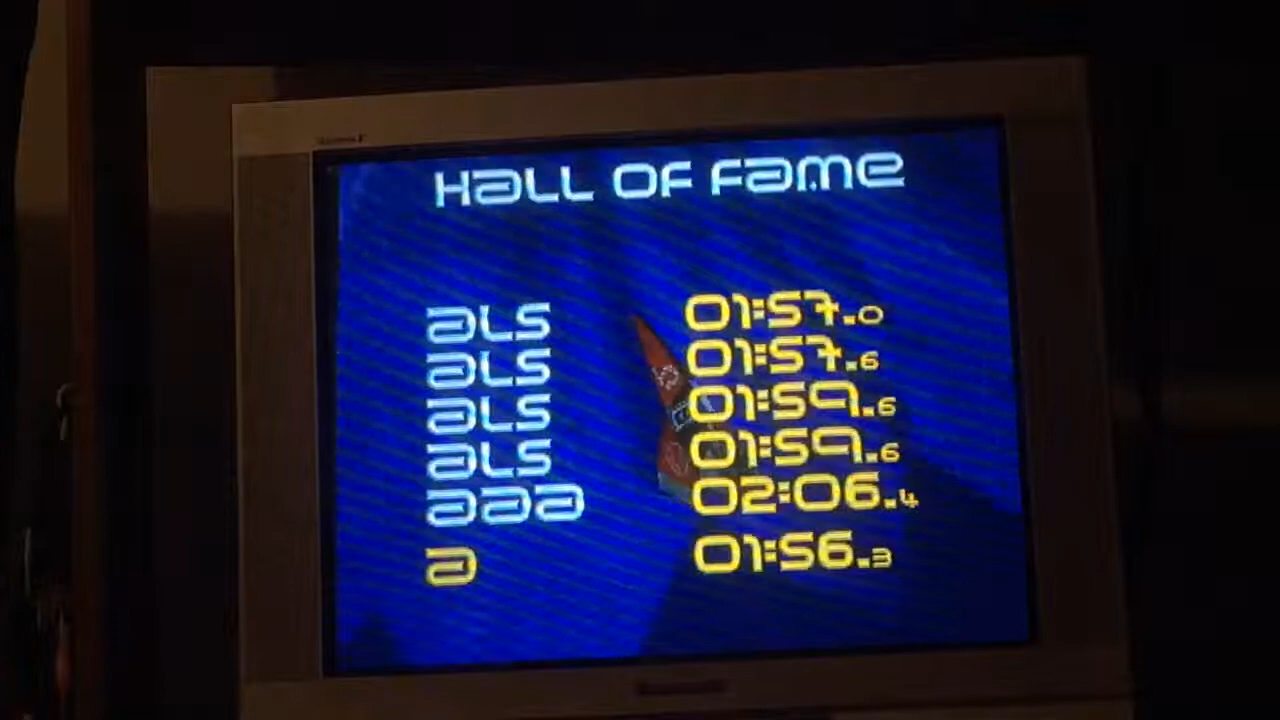 Hall OF Fame
aLS 01:57.0
aLS 01:57.6
aLS 01:59.6
aLS 01:59.6
aaa 02:06.4
a 01:56.3